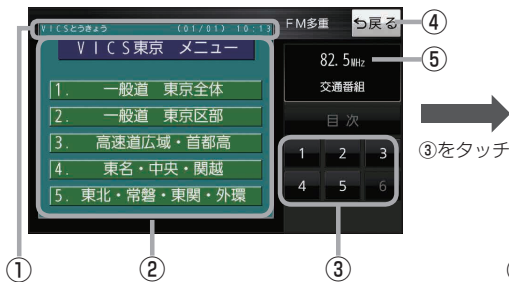 VICSとうきょう (01/01) 10:13
FM多重
戻る
④
VICS東京 メニュー
82.5MHz
⑤
交通番組
1. 一般道 東京全体
目次
2. 一般道 東京区部
3. 高速道広域・首都高
1 2 3
③をタッチ
4. 東名・中央・関越
4 5 6
5. 東北・常磐・東関・外環
① ② ③